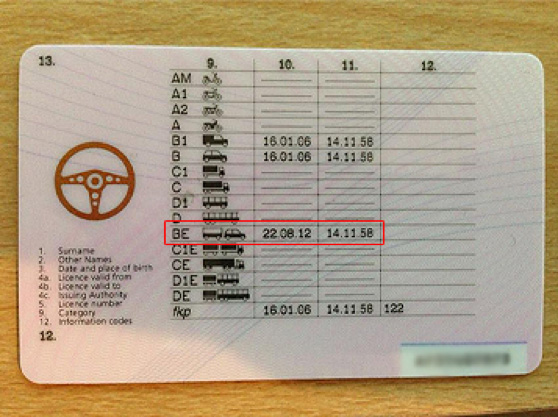 13.
9. 10. 11. 12.
AM
A1
A2
A
B1 16.01.06 14.11.58
B 16.01.06 14.11.58
C1
C
D1
D
BE 22.08.12 14.11.58
C1E
CE
D1E
DE
fkp 16.01.06 14.11.58 122
1. Surname
2. Other Names
3. Date and place of birth
4a. Licence valid from
4b. Licence valid to
4c. Issuing Authority
5. Licence number
9. Category
12. Information codes
12.